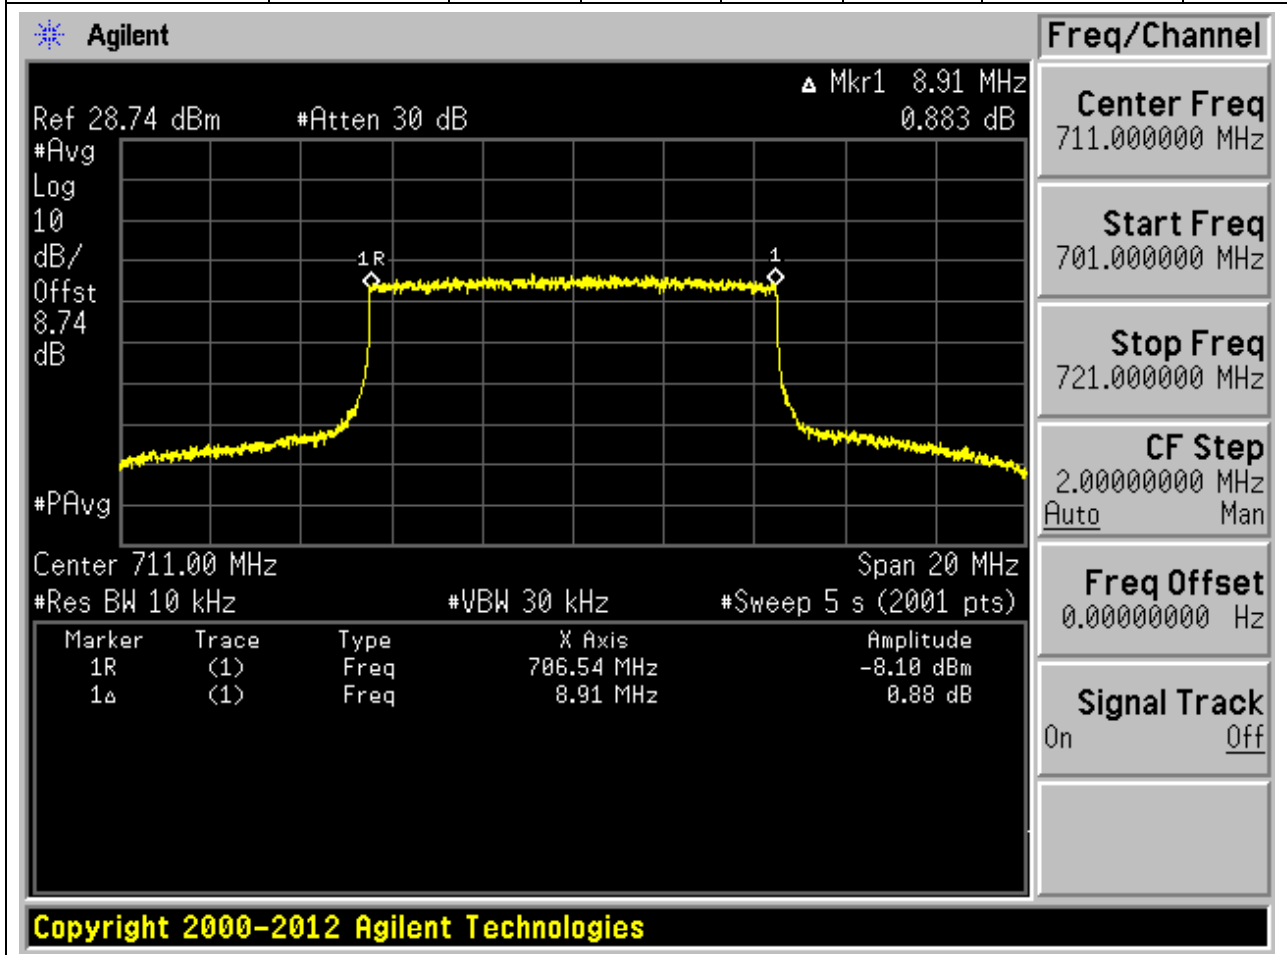 Agilent
Freq/Channel
Δ Mkr1 8.91 MHz
Ref 28.74 dBm #Atten 30 dB 0.883 dB
#Avg
Log
10
dB/
Offst
8.74
dB
1R
1
#PAvg
Center 711.00 MHz Span 20 MHz
#Res BW 10 kHz #VBW 30 kHz #Sweep 5 s (2001 pts)
Marker Trace Type X Axis Amplitude
1R (1) Freq 706.54 MHz -8.10 dBm
1Δ (1) Freq 8.91 MHz 0.88 dB
Center Freq
711.000000 MHz
Start Freq
701.000000 MHz
Stop Freq
721.000000 MHz
CF Step
2.00000000 MHz
Auto Man
Freq Offset
0.00000000 Hz
Signal Track
On Off
Copyright 2000-2012 Agilent Technologies